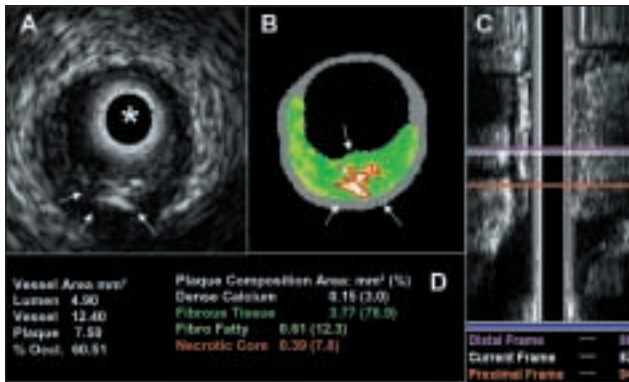 A
*
B
C
D
Vessel Area mm²
Lumen 4.90
Vessel 12.40
Plaque 7.50
% Occl. 60.51
Plaque Composition Area: mm² (%)
Dense Calcium 0.15 (3.0)
Fibrous Tissue 3.77 (76.9)
Fibro Fatty 0.61 (12.3)
Necrotic Core 0.39 (7.8)
Distal Frame
Current Frame
Proximal Frame